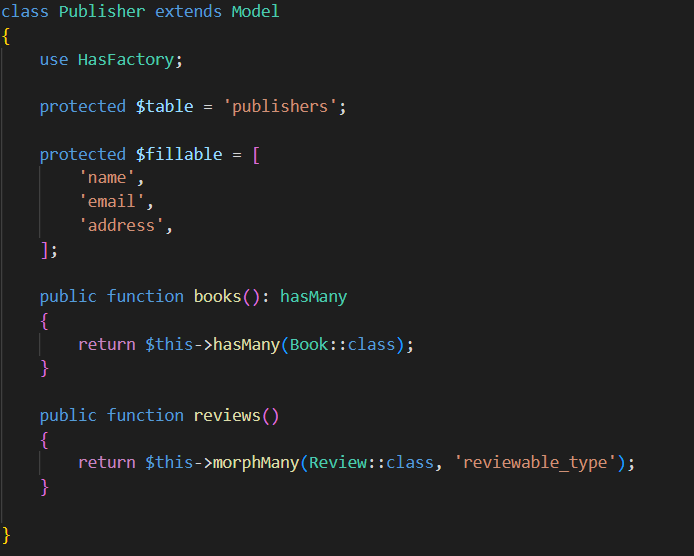 class Publisher extends Model
{
    use HasFactory;
    protected $table = 'publishers';
    protected $fillable = [
        'name',
        'email',
        'address',
    ];
    public function books(): hasMany
    {
        return $this->hasMany(Book::class);
    }
    public function reviews()
    {
        return $this->morphMany(Review::class, 'reviewable_type');
    }
}